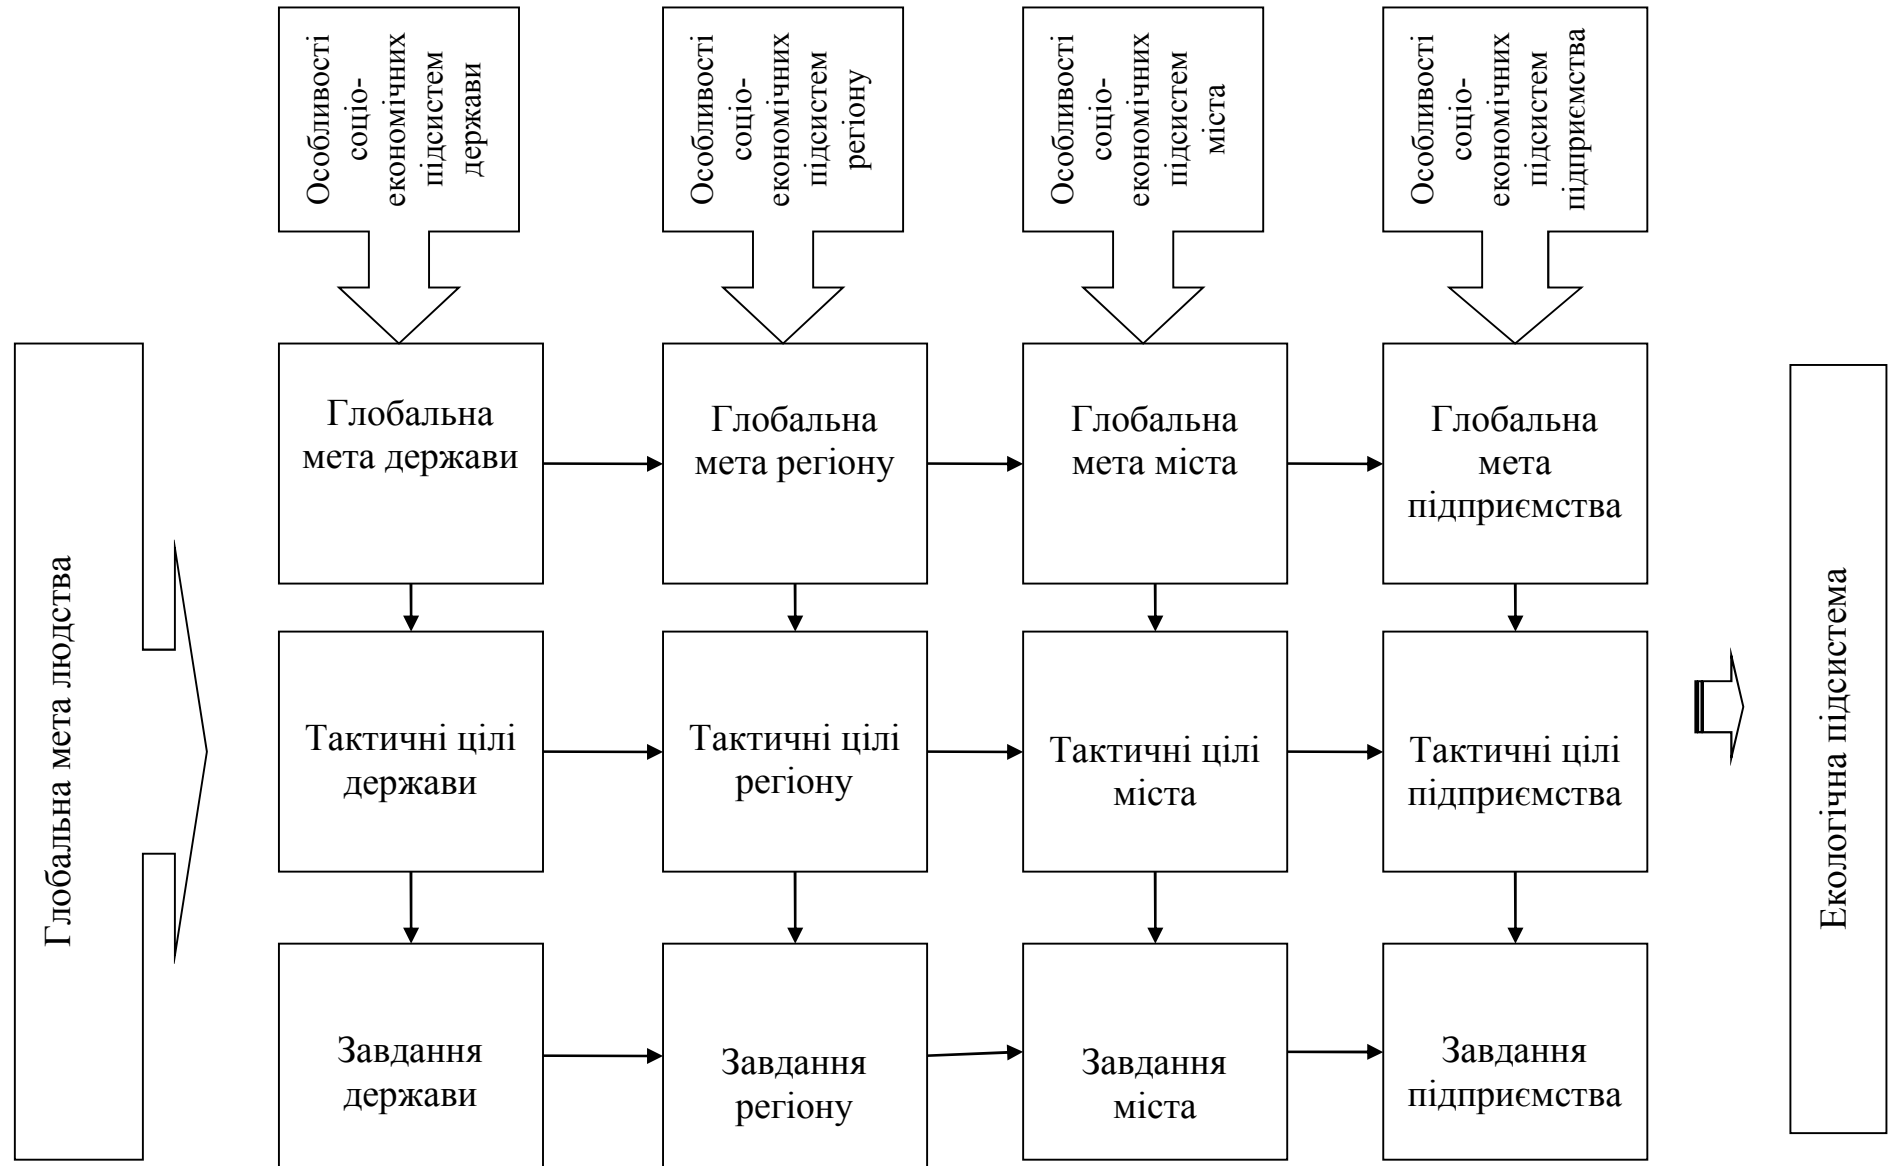 Особливості
соціо-
економічних
підсистем
держави
Особливості
соціо-
економічних
підсистем
регіону
Особливості
соціо-
економічних
підсистем
міста
Особливості
соціо-
економічних
підсистем
підприємства
Глобальна мета людства
Глобальна
мета держави
Глобальна
мета регіону
Глобальна
мета міста
Глобальна
мета
підприємства
Тактичні цілі
держави
Тактичні цілі
регіону
Тактичні цілі
міста
Тактичні цілі
підприємства
Завдання
держави
Завдання
регіону
Завдання
міста
Завдання
підприємства
Екологічна підсистема